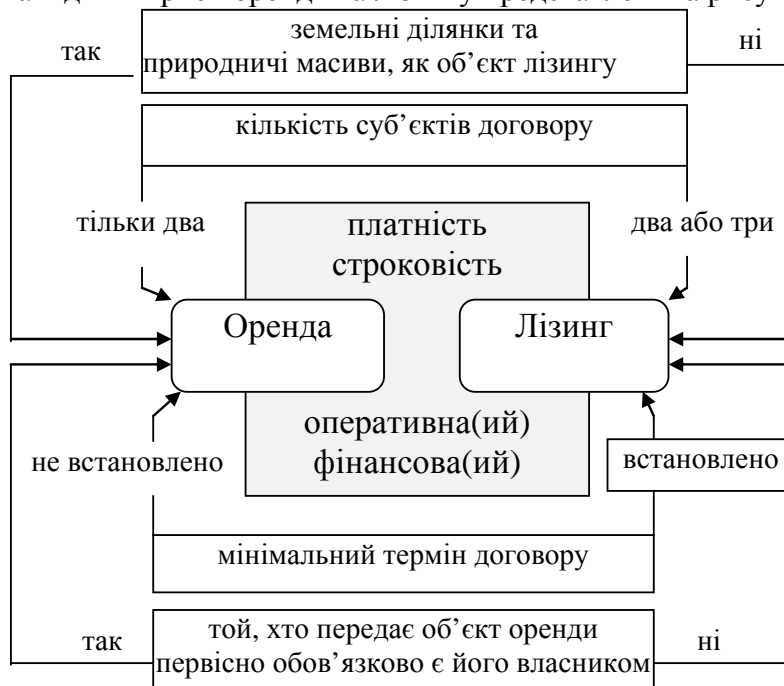 так
земельні ділянки та
природничі масиви, як об’єкт лізингу
ні
кількість суб’єктів договору
тільки два
платність
строковість
два або три
Оренда
Лізинг
оперативна(ий)
фінансова(ий)
не встановлено
встановлено
мінімальний термін договору
так
той, хто передає об’єкт оренди
первісно обов’язково є його власником
ні